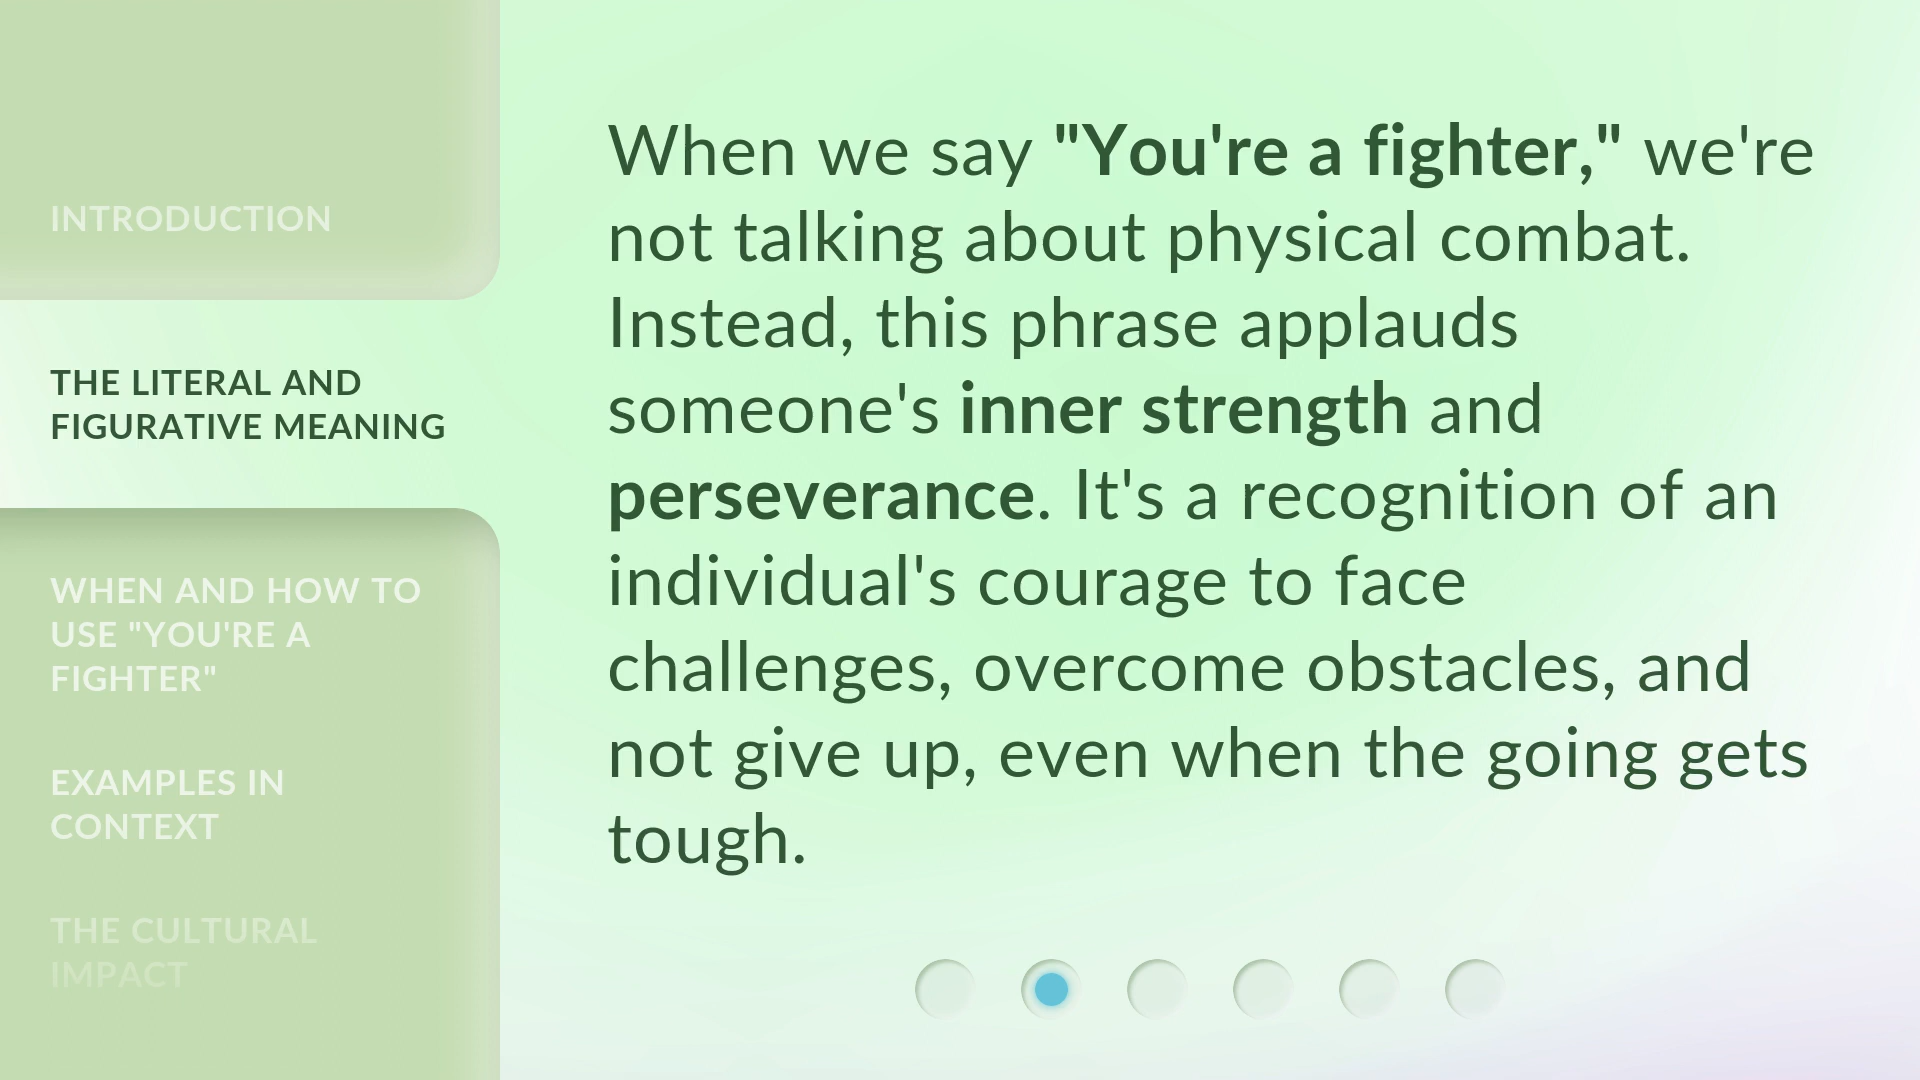 INTRODUCTION
THE LITERAL AND
FIGURATIVE MEANING
WHEN AND HOW TO
USE "YOU'RE A
FIGHTER"
EXAMPLES IN
CONTEXT
THE CULTURAL
IMPACT
When we say "You're a fighter," we're
not talking about physical combat.
Instead, this phrase applauds
someone's inner strength and
perseverance. It's a recognition of an
individual's courage to face
challenges, overcome obstacles, and
not give up, even when the going gets
tough.